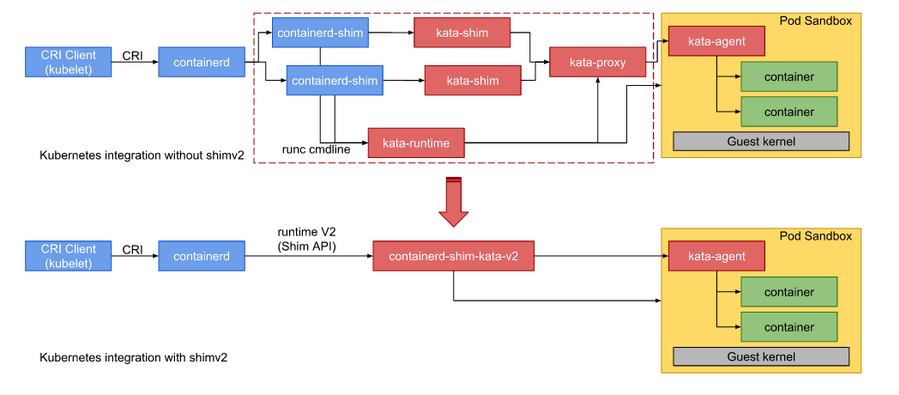 Pod Sandbox
containerd-shim
kata-shim
kata-agent
CRI Client
(kubelet)
CRI
containerd
kata-proxy
containerd-shim
kata-shim
container
container
runc cmdline
kata-runtime
Guest kernel
Kubernetes integration without shimv2
runtime V2
(Shim API)
Pod Sandbox
CRI Client
(kubelet)
CRI
containerd
containerd-shim-kata-v2
kata-agent
container
container
Guest kernel
Kubernetes integration with shimv2